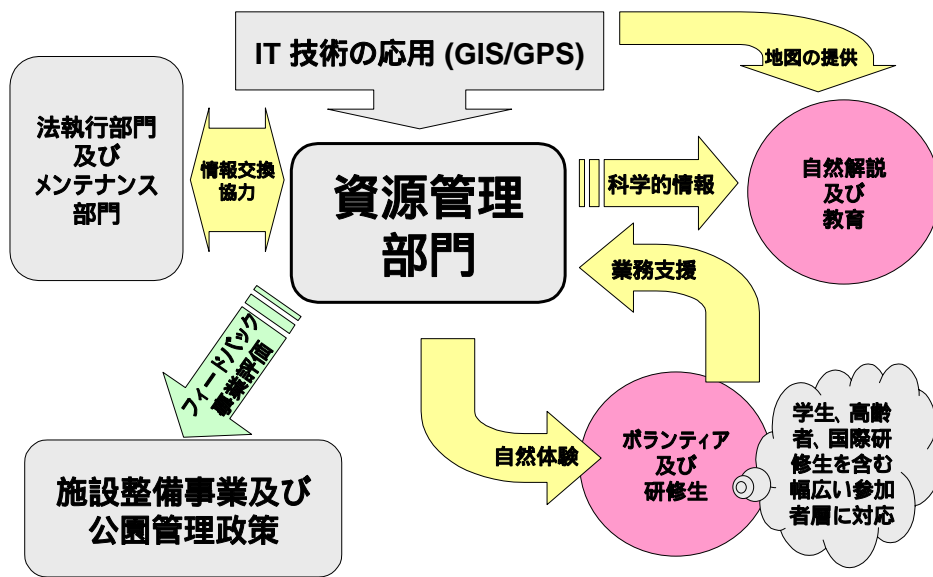 IT 技術の応用 (GIS/GPS)
地図の提供
法執行部門
及び
メンテナンス
部門
情報交換
協力
資源管理
部門
科学的情報
自然解説
及び
教育
業務支援
フィードバック
事業評価
自然体験
ボランティア
及び
研修生
学生、高齢
者、国際研
修生を含む
幅広い参加
者層に対応
施設整備事業及び
公園管理政策